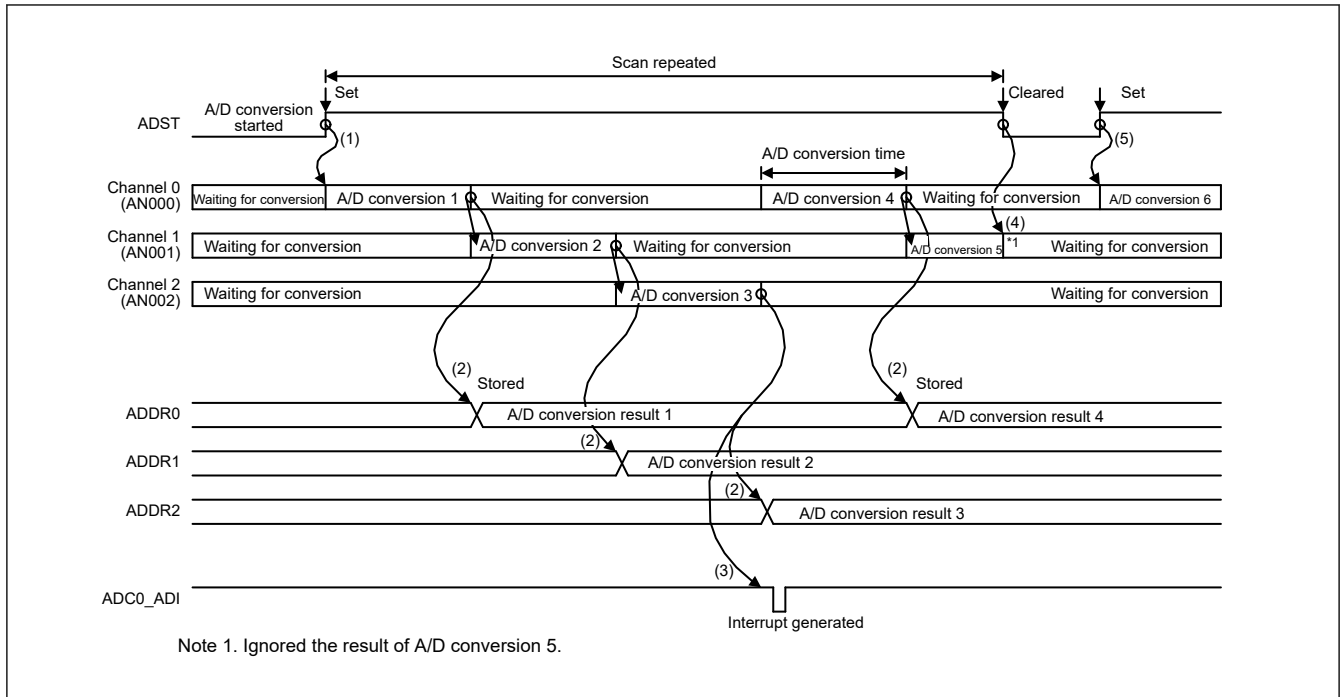 Scan repeated
Set
Cleared
Set
A/D conversion
started
ADST
(1)
(5)
A/D conversion time
Channel 0
(AN000)
Waiting for conversion
A/D conversion 1
Waiting for conversion
A/D conversion 4
Waiting for conversion
A/D conversion 6
(4)
Channel 1
(AN001)
Waiting for conversion
A/D conversion 2
Waiting for conversion
A/D conversion 5
*1
Waiting for conversion
Channel 2
(AN002)
Waiting for conversion
A/D conversion 3
Waiting for conversion
(2)
Stored
(2)
Stored
ADDR0
A/D conversion result 1
A/D conversion result 4
(2)
ADDR1
A/D conversion result 2
(2)
ADDR2
A/D conversion result 3
(3)
ADC0_ADI
Interrupt generated
Note 1. Ignored the result of A/D conversion 5.